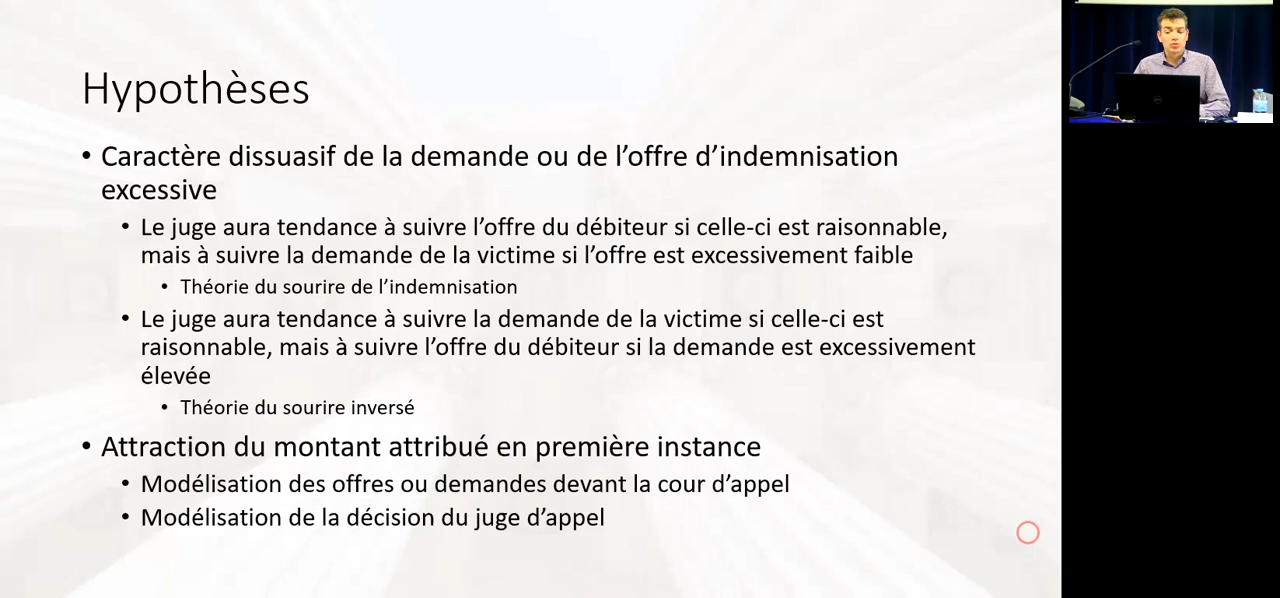 Hypothèses
• Caractère dissuasif de la demande ou de l’offre d’indemnisation
excessive
• Le juge aura tendance à suivre l’offre du débiteur si celle-ci est raisonnable,
mais à suivre la demande de la victime si l’offre est excessivement faible
• Théorie du sourire de l’indemnisation
• Le juge aura tendance à suivre la demande de la victime si celle-ci est
raisonnable, mais à suivre l’offre du débiteur si la demande est excessivement
élevée
• Théorie du sourire inversé
• Attraction du montant attribué en première instance
• Modélisation des offres ou demandes devant la cour d’appel
• Modélisation de la décision du juge d’appel